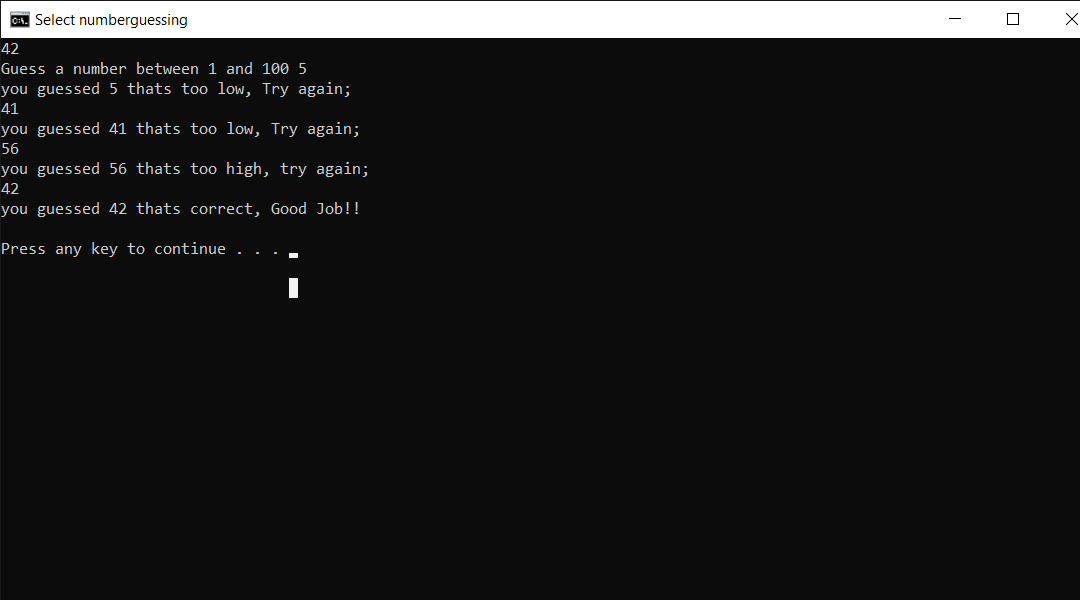 Select numberguessing
42
Guess a number between 1 and 100 5
you guessed 5 thats too low, Try again;
41
you guessed 41 thats too low, Try again;
56
you guessed 56 thats too high, try again;
42
you guessed 42 thats correct, Good Job!!
Press any key to continue . . .